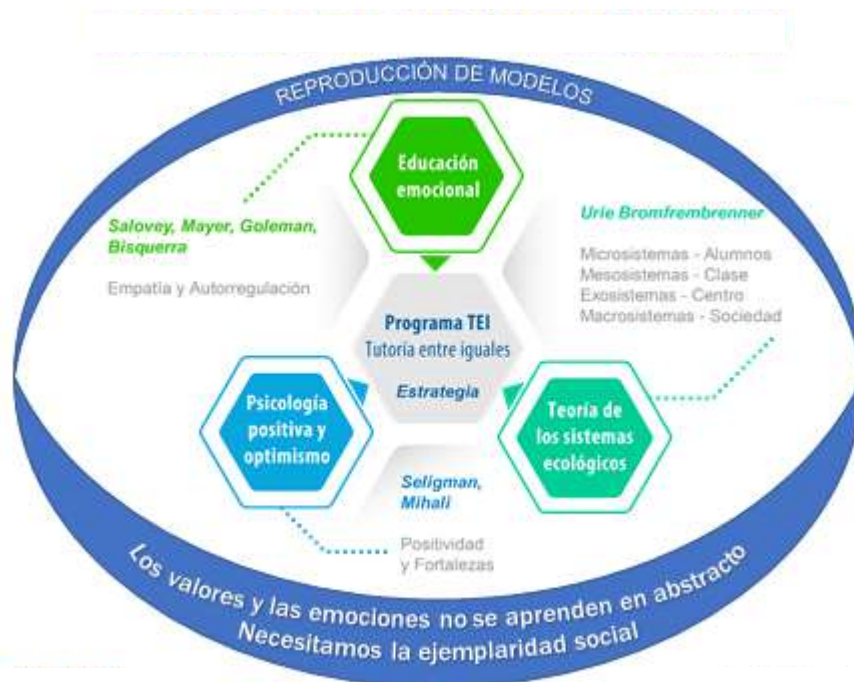 REPRODUCCIÓN DE MODELOS
Educación
emocional
Salovey, Mayer, Goleman,
Bisquerra
Empatía y Autorregulación
Urie Bromfrembrenner
Microsistemas - Alumnos
Mesosistemas - Clase
Exosistemas - Centro
Macrosistemas - Sociedad
Programa TEI
Tutoría entre iguales
Estrategia
Psicología
positiva y
optimismo
Teoría de
los sistemas
ecológicos
Seligman,
Mihali
Positividad
y Fortalezas
Los valores y las emociones no se aprenden en abstracto
Necesitamos la ejemplaridad social